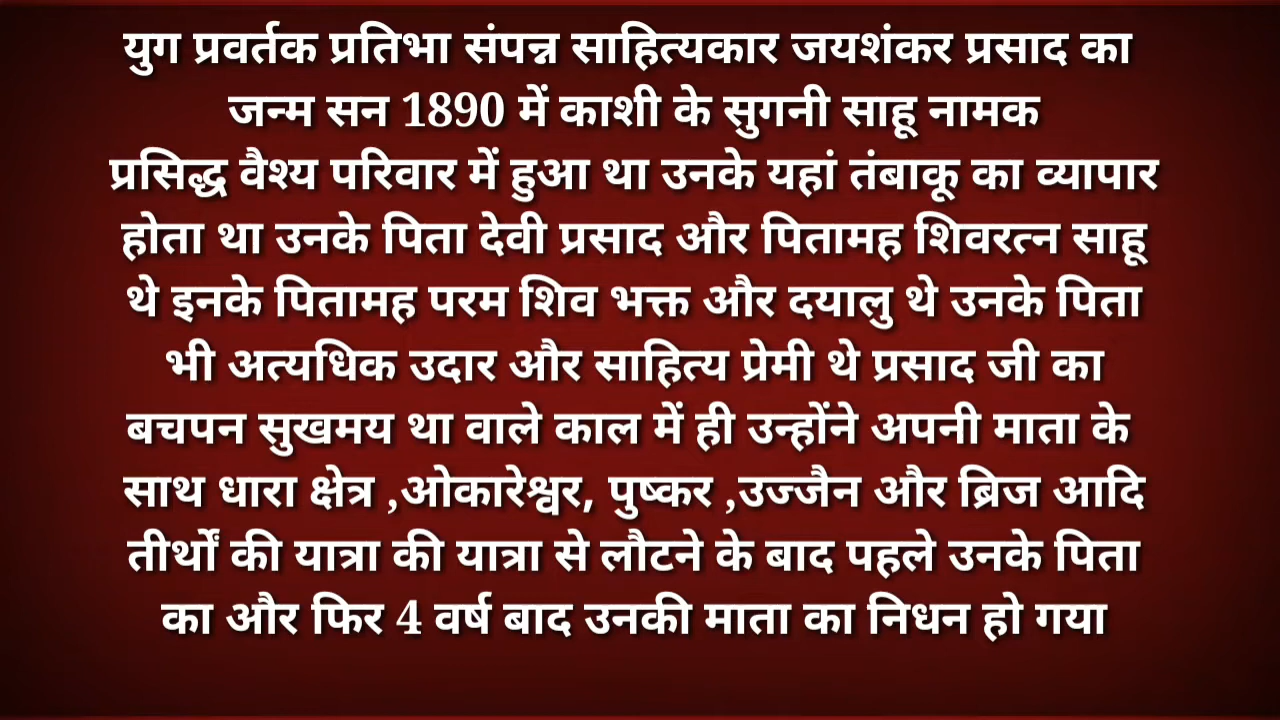 युग प्रवर्तक प्रतिभा संपन्न साहित्यकार जयशंकर प्रसाद का
जन्म सन 1890 में काशी के सुगनी साहू नामक
प्रसिद्ध वैश्य परिवार में हुआ था उनके यहां तंबाकू का व्यापार
होता था उनके पिता देवी प्रसाद और पितामह शिवरत्न साहू
थे इनके पितामह परम शिव भक्त और दयालु थे उनके पिता
भी अत्यधिक उदार और साहित्य प्रेमी थे प्रसाद जी का
बचपन सुखमय था वाले काल में ही उन्होंने अपनी माता के
साथ धारा क्षेत्र ,ओकारेश्वर, पुष्कर ,उज्जैन और ब्रिज आदि
तीर्थों की यात्रा की यात्रा से लौटने के बाद पहले उनके पिता
का और फिर 4 वर्ष बाद उनकी माता का निधन हो गया